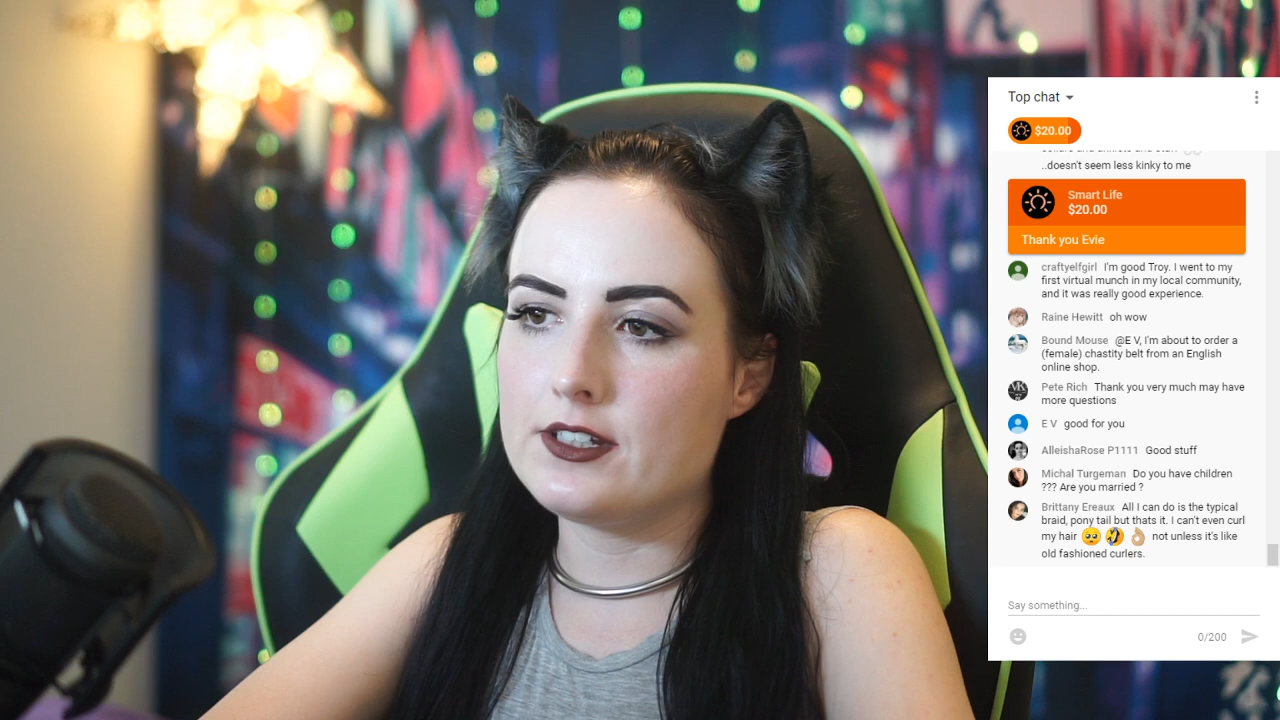 Top chat
$20.00
..doesn't seem less kinky to me
Smart Life
$20.00
Thank you Evie
craftyelfgirl I'm good Troy. I went to my
first virtual munch in my local community,
and it was really good experience.
Raine Hewitt oh wow
Bound Mouse @E V, I'm about to order a
(female) chastity belt from an English
online shop.
Pete Rich Thank you very much may have
more questions
E V good for you
AlleishaRose P1111 Good stuff
Michal Turgeman Do you have children
??? Are you married ?
Brittany Ereaux All I can do is the typical
braid, pony tail but thats it. I can't even curl
my hair 🥺 🤣 👌🏼 not unless it's like
old fashioned curlers.
Say something...
0/200